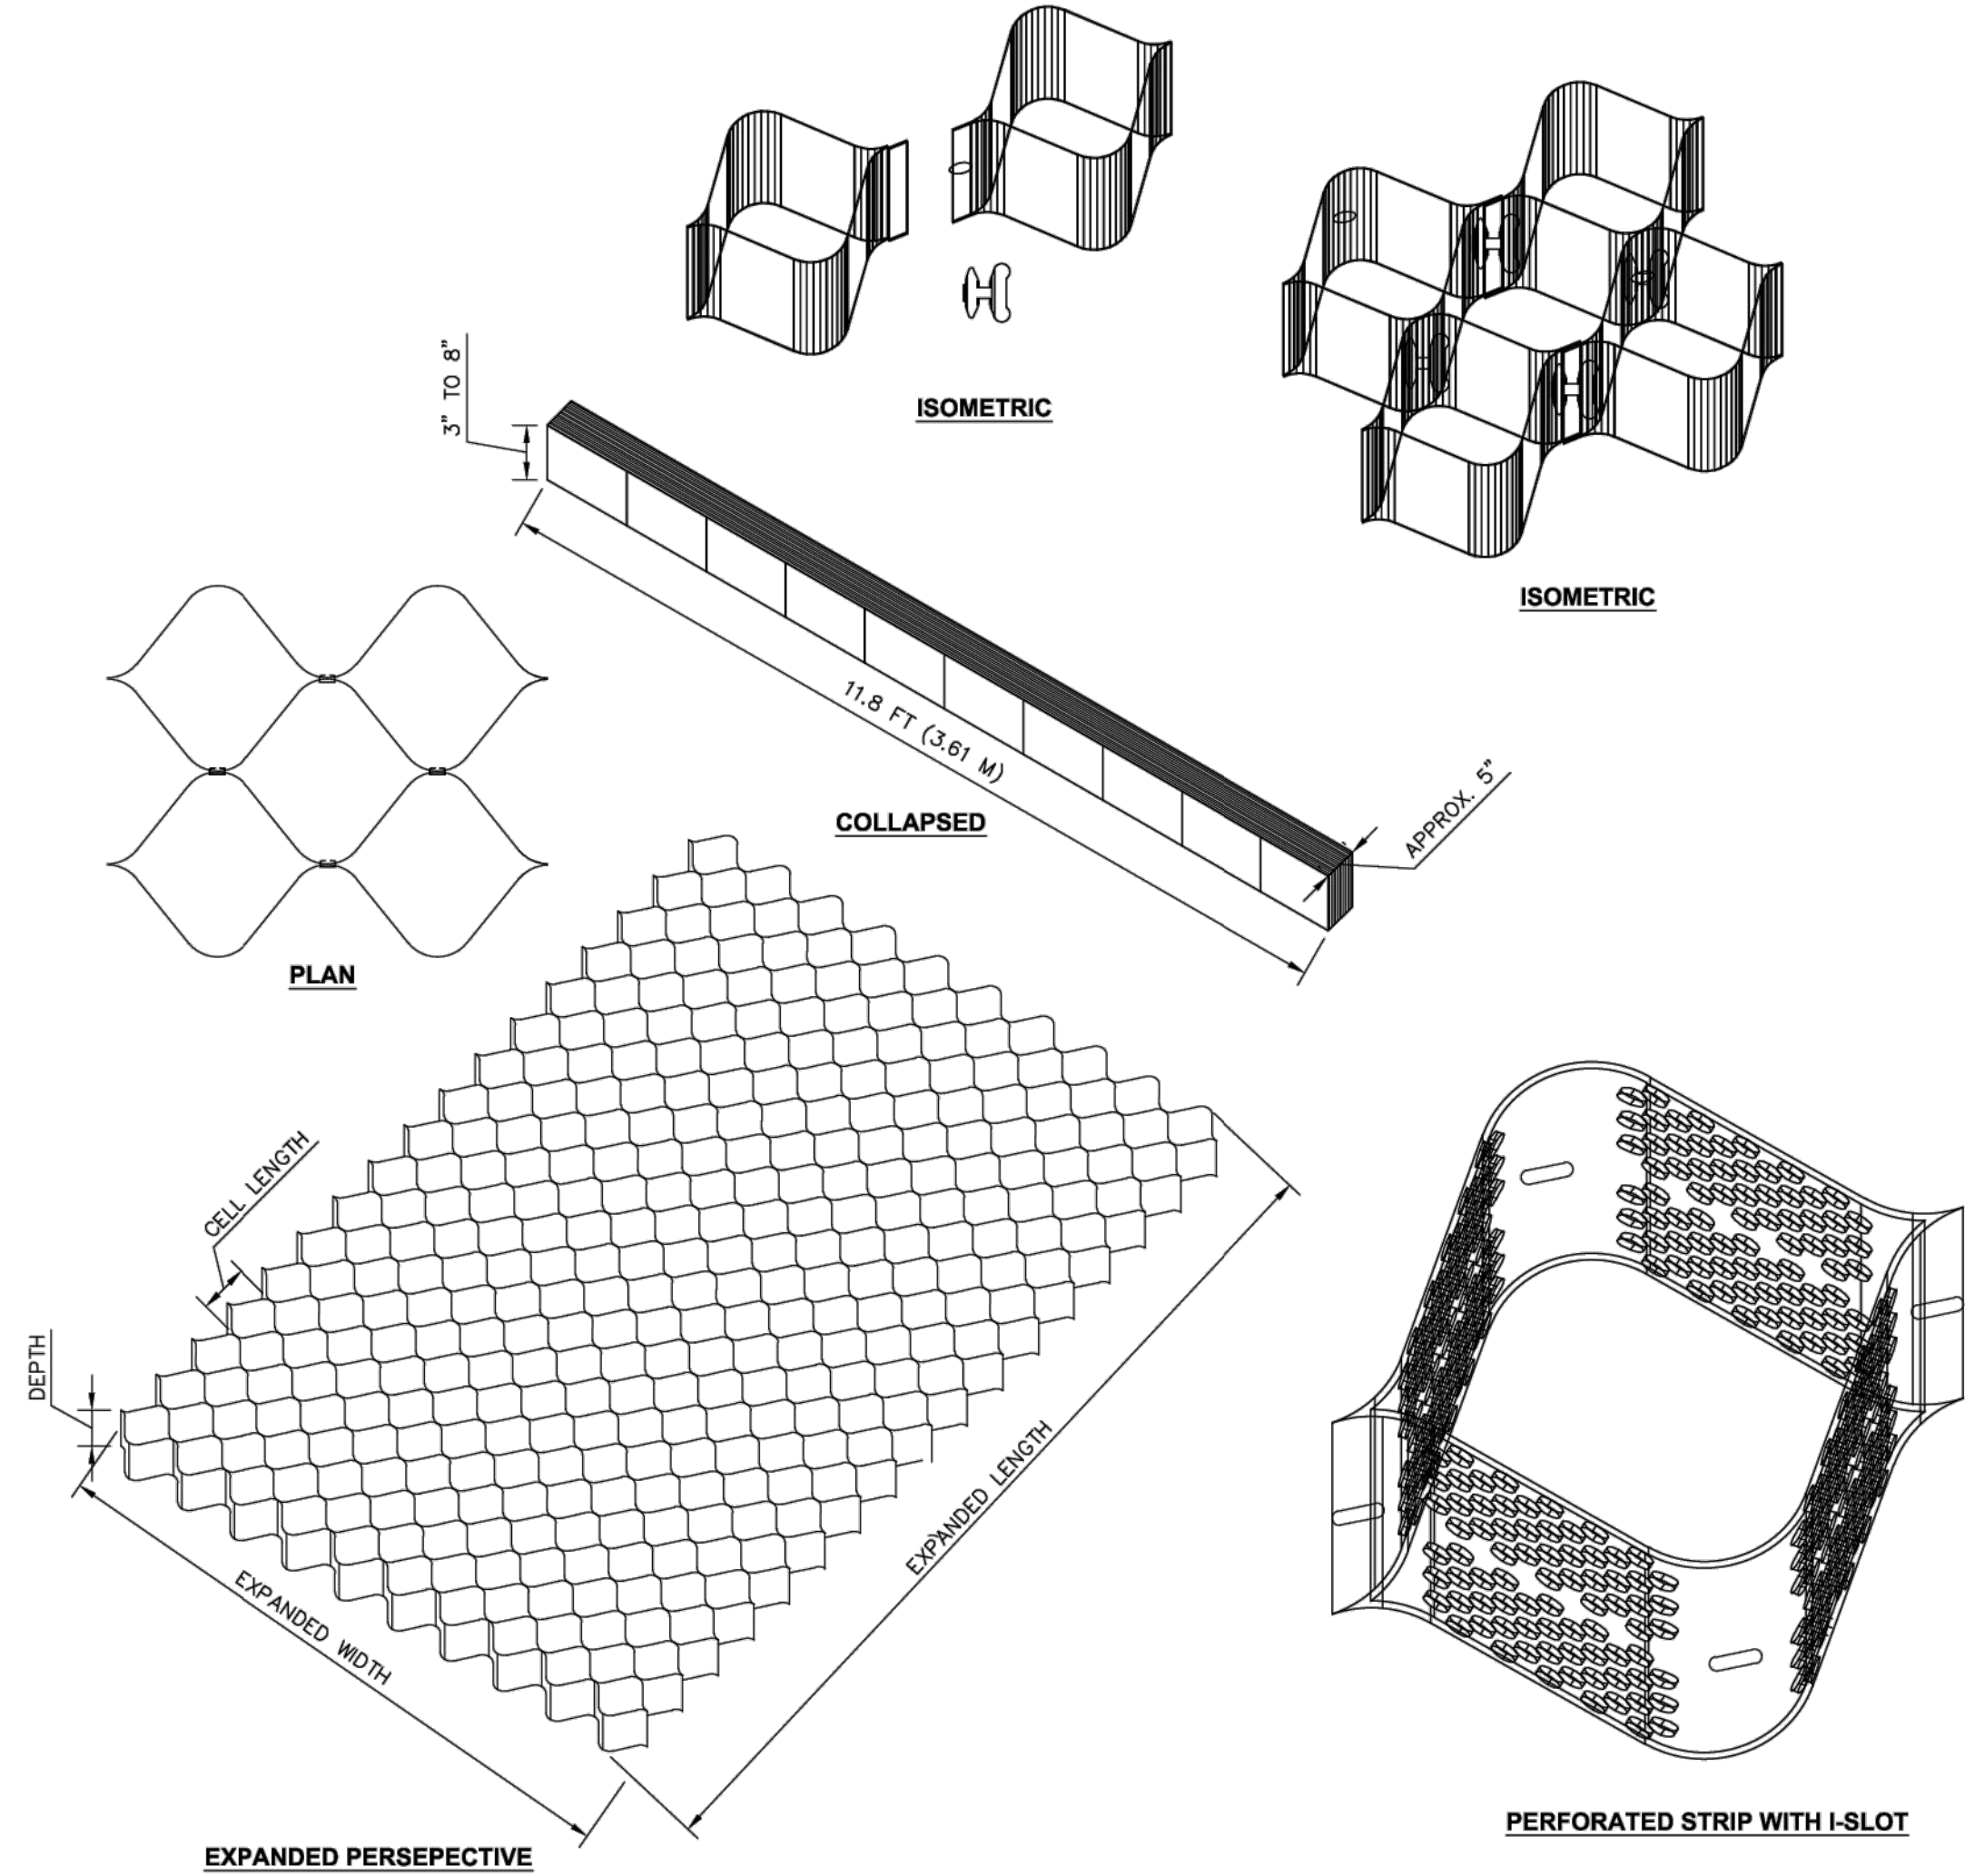 ISOMETRIC
3” TO 8”
ISOMETRIC
11.8 FT (3.61 M)
APPROX. 5”
COLLAPSED
PLAN
CELL LENGTH
DEPTH
EXPANDED WIDTH
EXPANDED LENGTH
EXPANDED PERSEPECTIVE
PERFORATED STRIP WITH I-SLOT